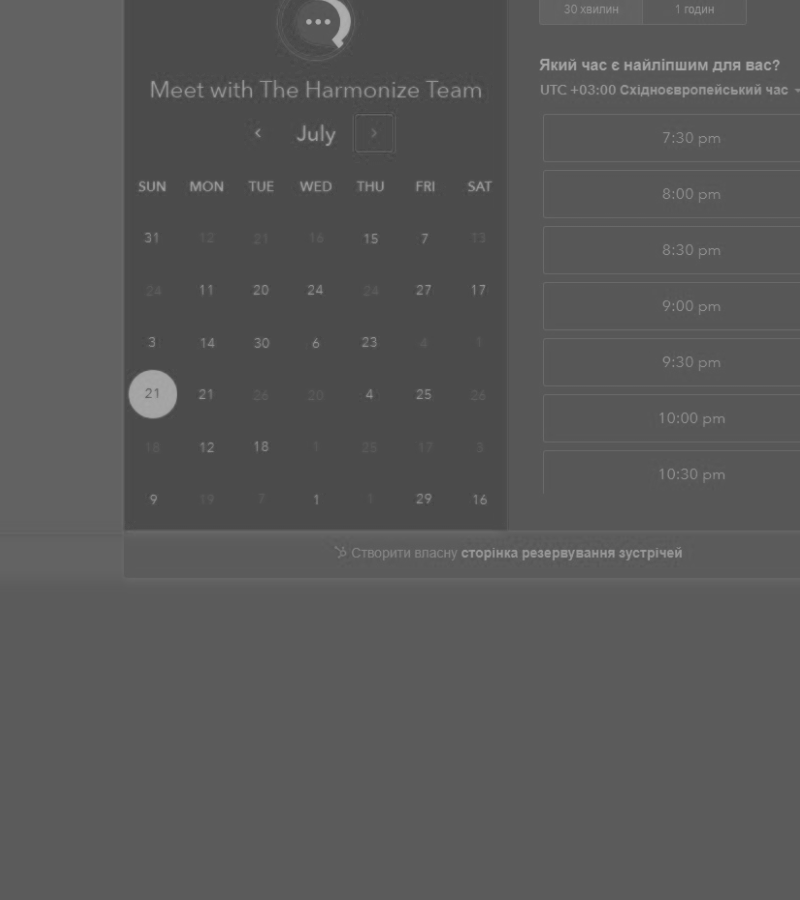 30 хвилин 1 годин
Meet with The Harmonize Team
July
SUN MON TUE WED THU FRI SAT
31 12 21 16 15 7 13
24 11 20 24 24 27 17
3 14 30 6 23 4 1
21 21 26 20 4 25 26
18 12 18 1 25 17 3
9 19 7 1 1 29 16
Який час є найліпшим для вас?
UTC +03:00 Східноєвропейський час
7:30 pm
8:00 pm
8:30 pm
9:00 pm
9:30 pm
10:00 pm
10:30 pm
Створити власну сторінка резервування зустрічей